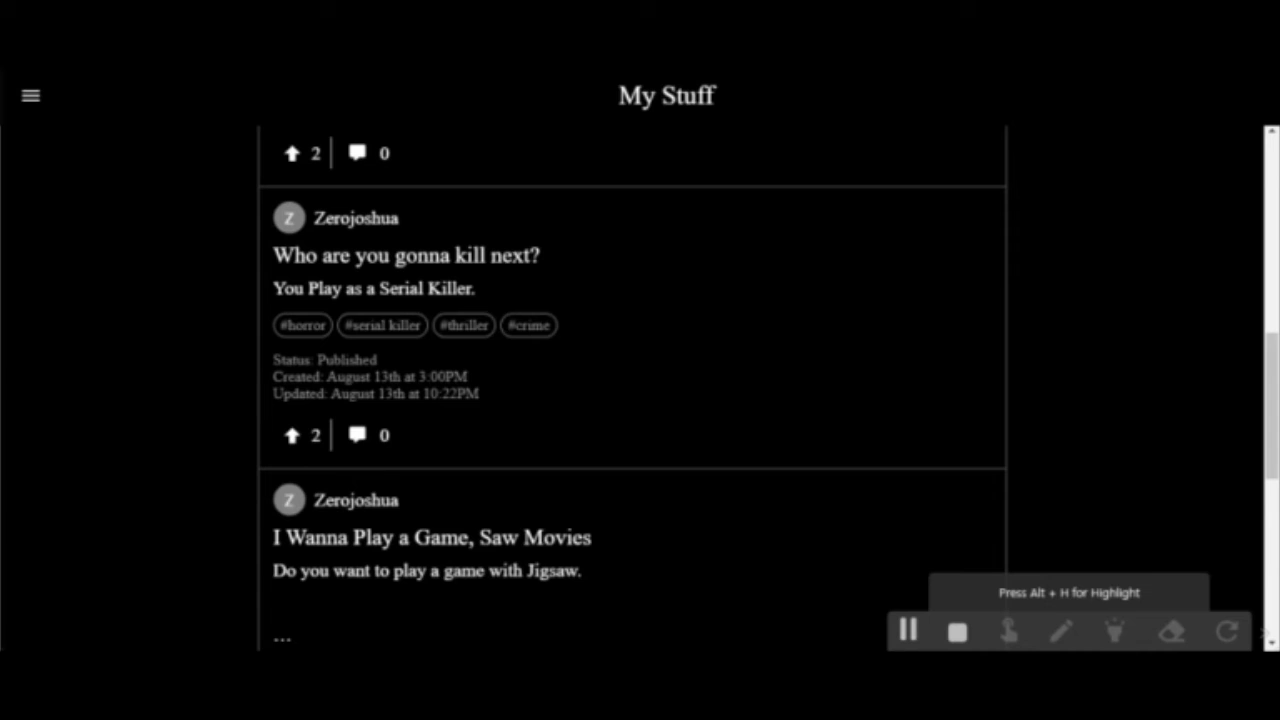 My Stuff
2 0
Z Zerojoshua
Who are you gonna kill next?
You Play as a Serial Killer.
#horror #serial killer #thriller #crime
Status: Published
Created: August 13th at 3:00PM
Updated: August 13th at 10:22PM
2 0
Z Zerojoshua
I Wanna Play a Game, Saw Movies
Do you want to play a game with Jigsaw.
...
Press Alt + H for Highlight